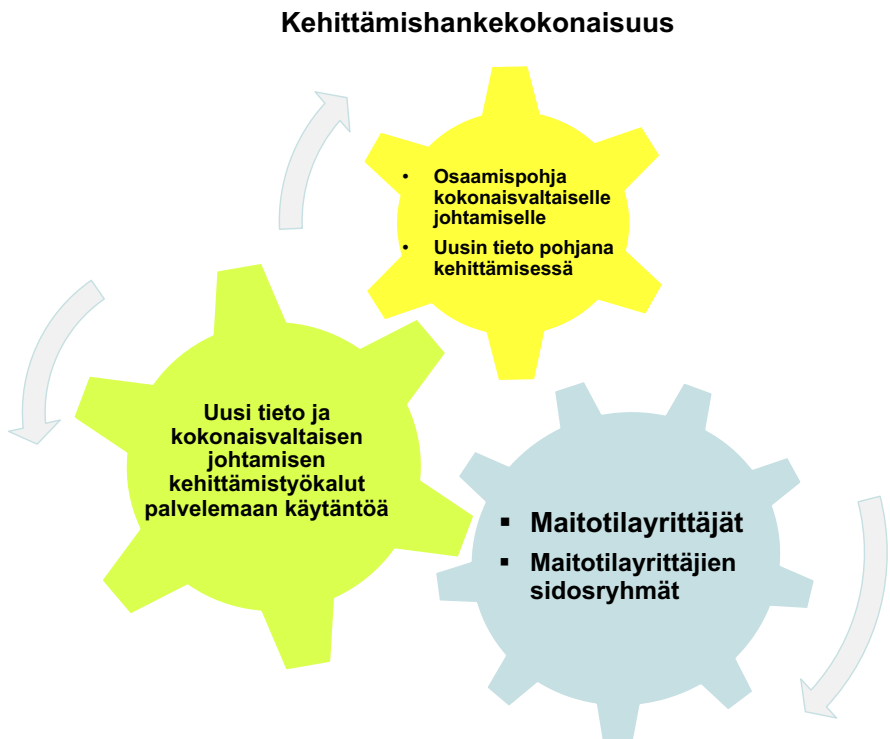 Kehittämishankekokonaisuus
• Osaamispohja
kokonaisvaltaiselle
johtamiselle
• Uusin tieto pohjana
kehittämisessä
Uusi tieto ja
kokonaisvaltaisen
johtamisen
kehittämistyökalut
palvelemaan käytäntöä
▪ Maitotilayrittäjät
▪ Maitotilayrittäjien
sidosryhmät